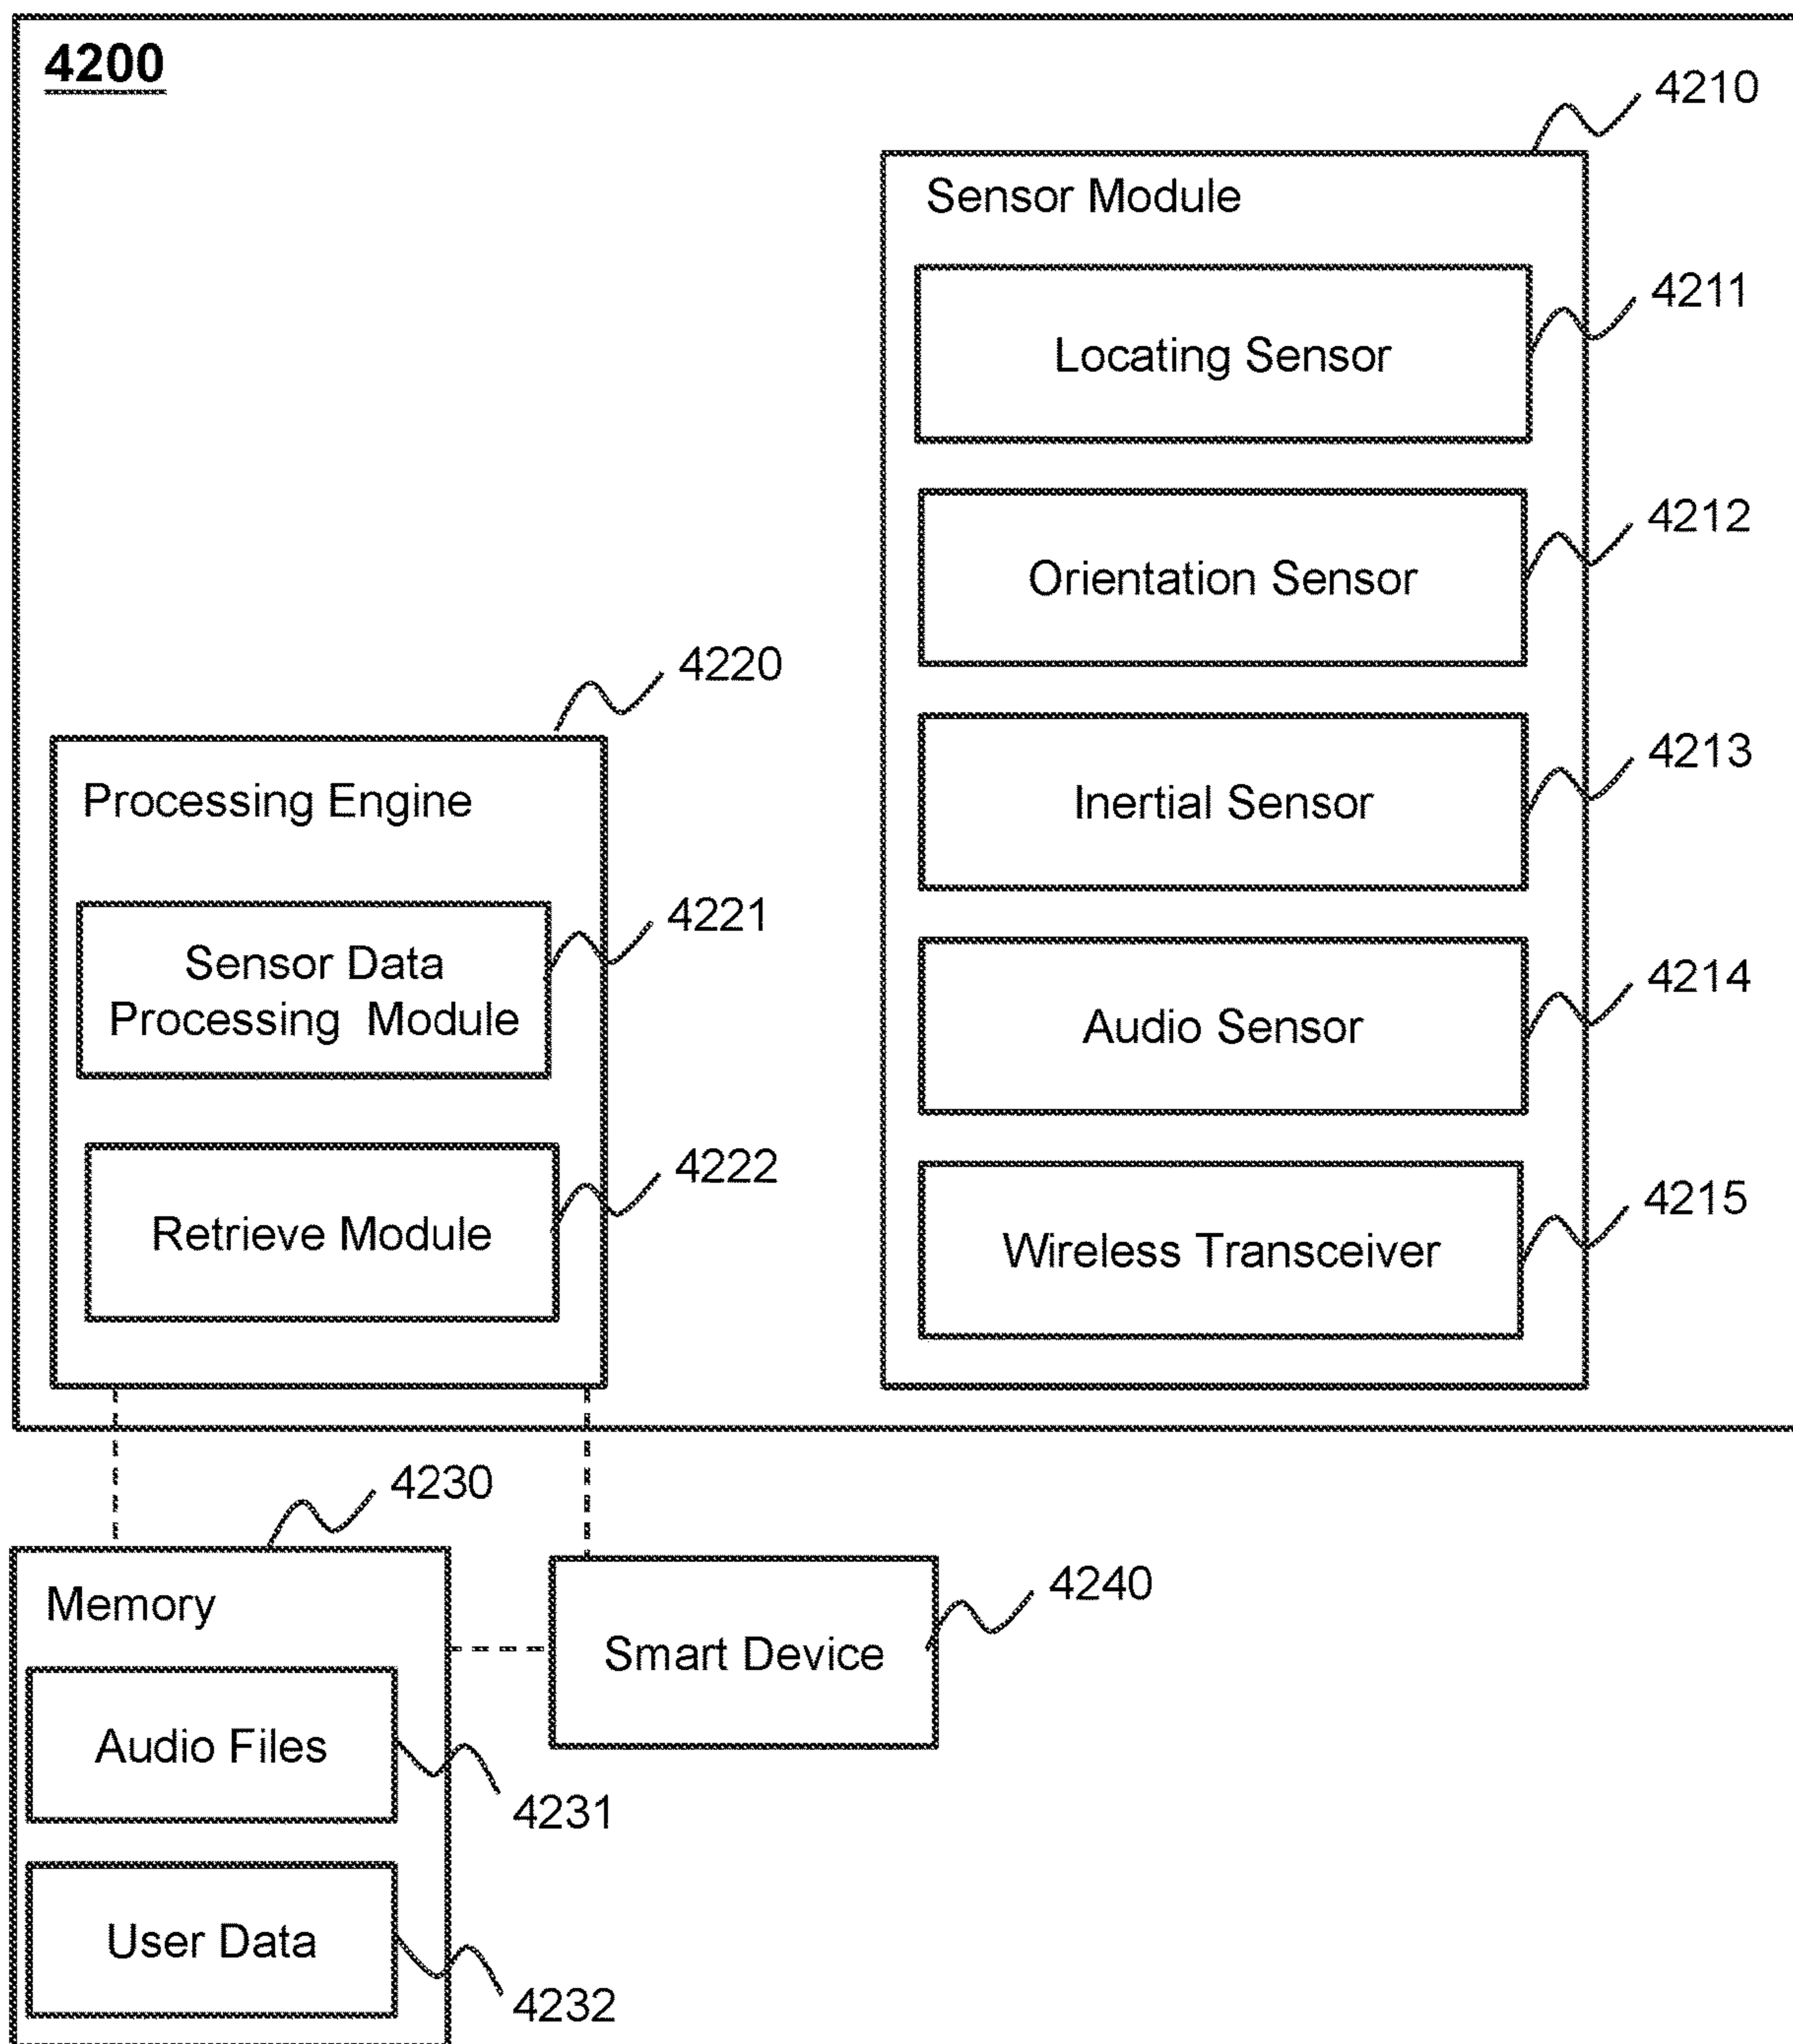 4200
4210
Sensor Module
4211
Locating Sensor
4212
Orientation Sensor
4213
Inertial Sensor
4214
Audio Sensor
4215
Wireless Transceiver
4220
Processing Engine
4221
Sensor Data
Processing Module
4222
Retrieve Module
4230
Memory
Audio Files
4231
User Data
4232
4240
Smart Device